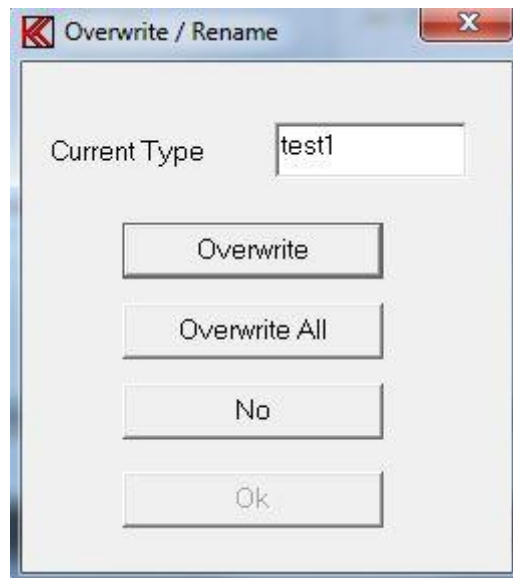 Overwrite / Rename
Current Type test1
Overwrite
Overwrite All
No
Ok